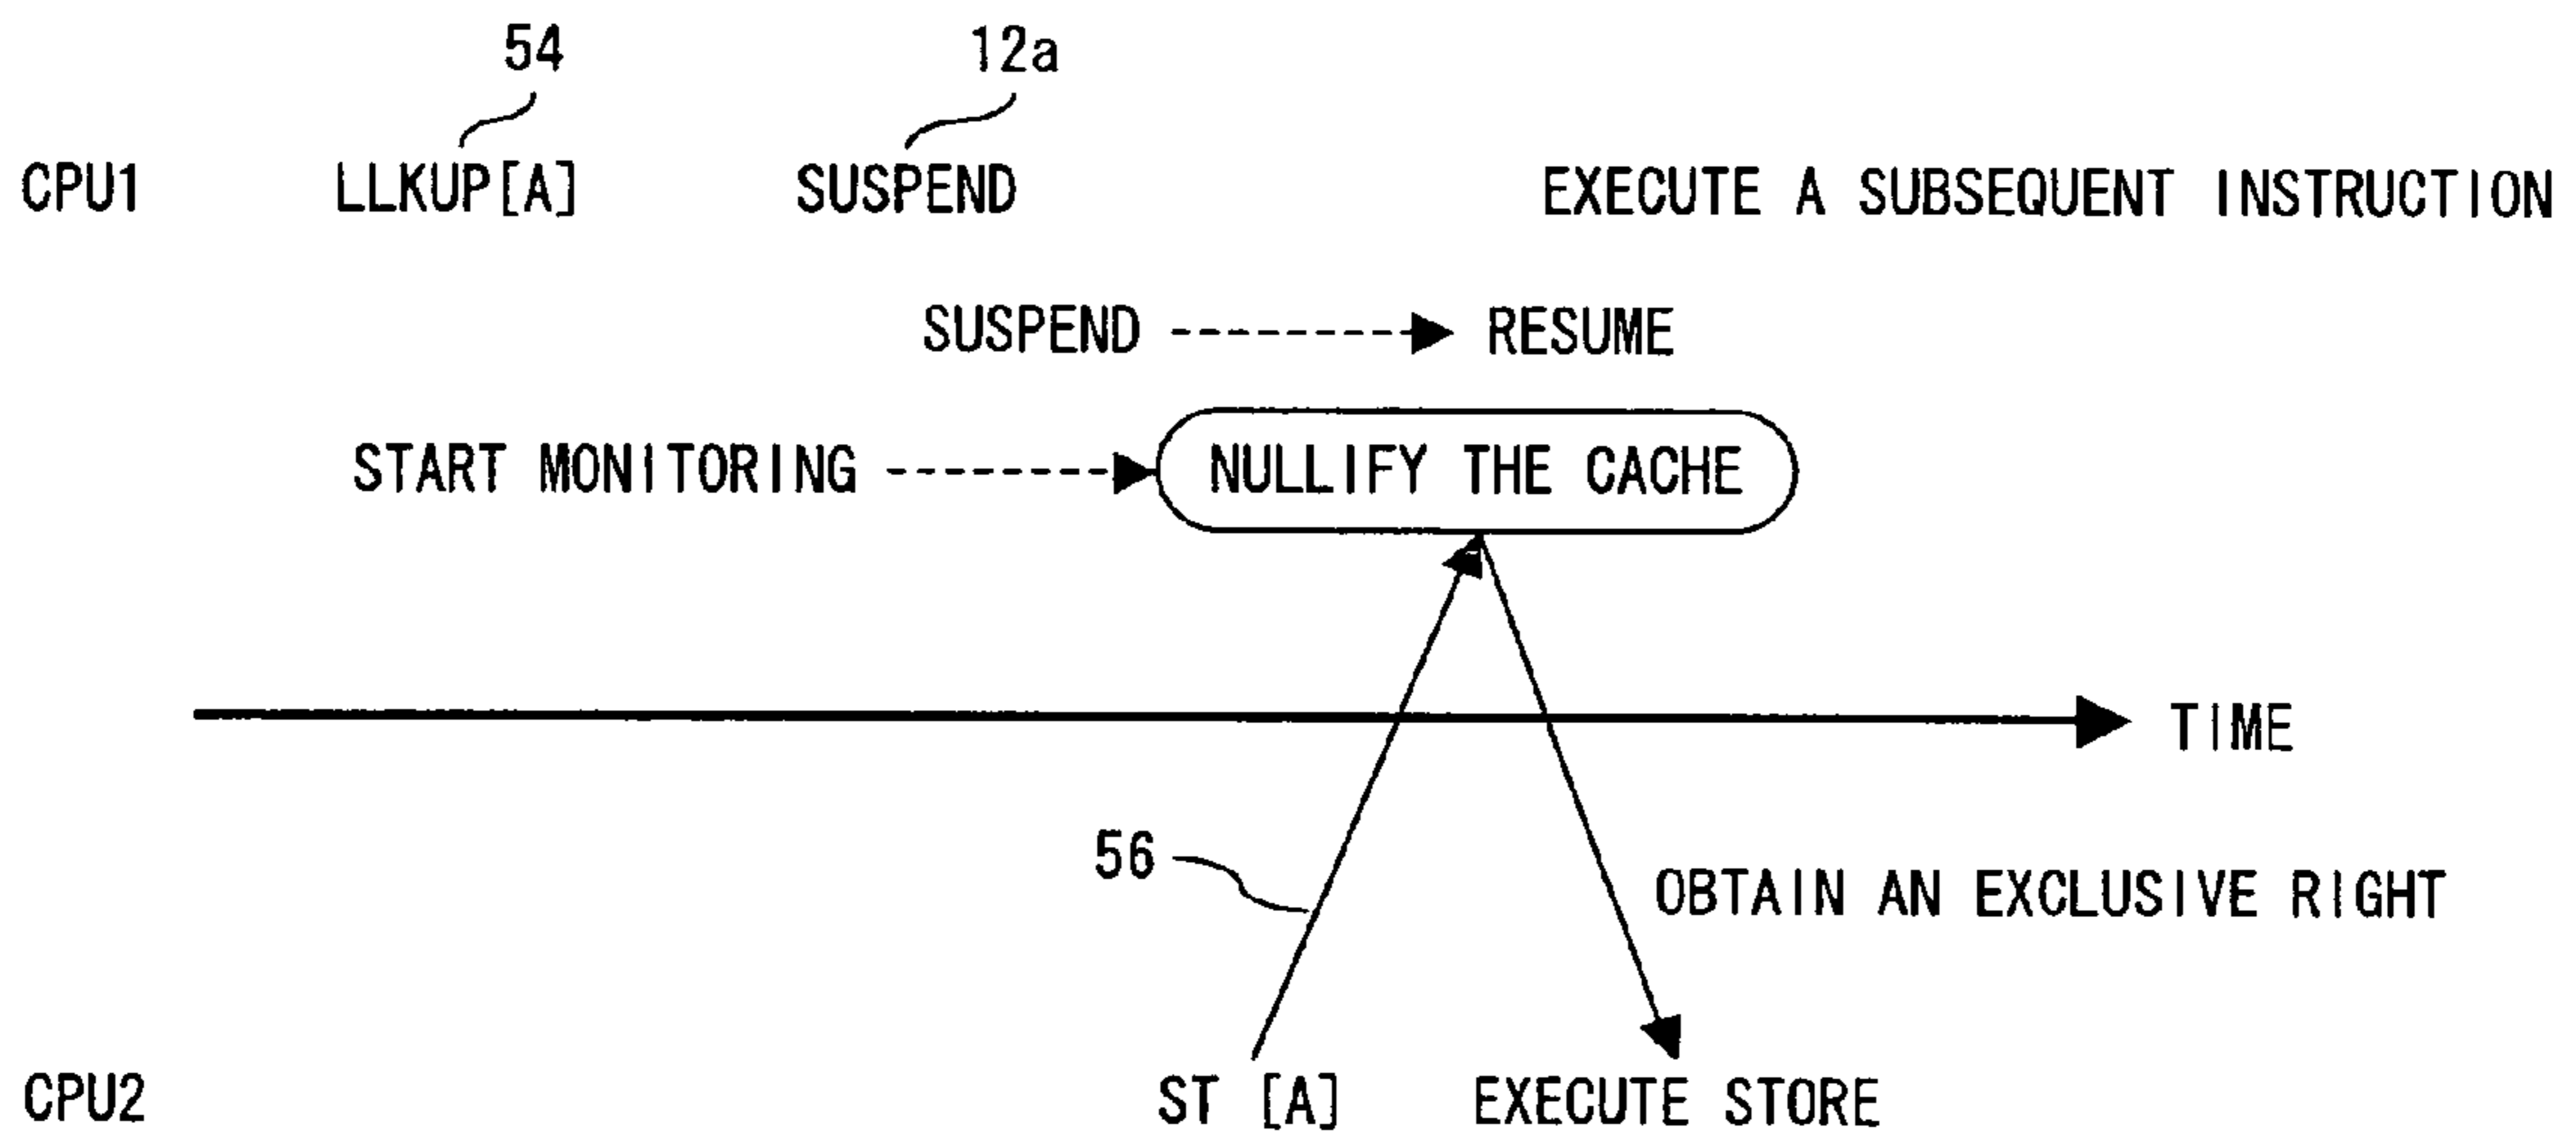 54 12a
CPU1 LLKUP[A] SUSPEND EXECUTE A SUBSEQUENT INSTRUCTION
SUSPEND RESUME
START MONITORING NULLIFY THE CACHE
TIME
56
OBTAIN AN EXCLUSIVE RIGHT
CPU2 ST [A] EXECUTE STORE